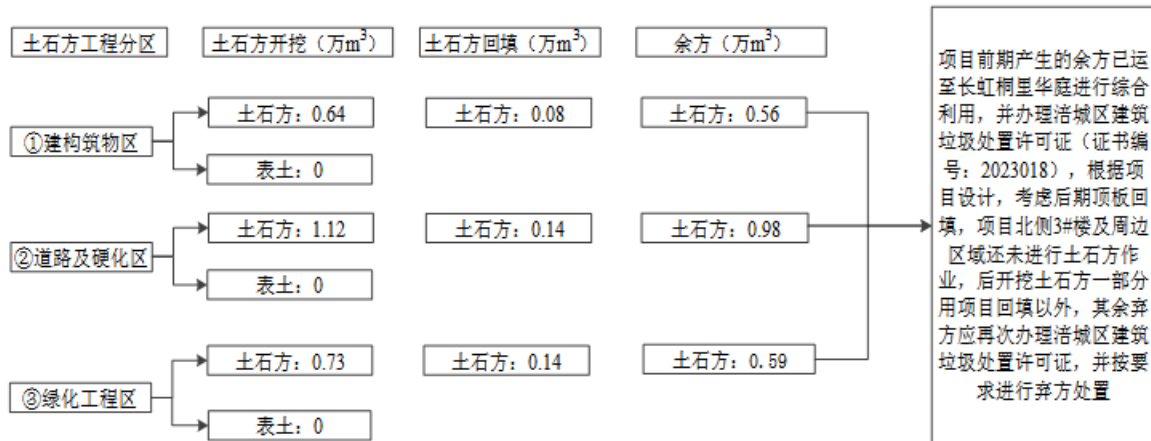 土石方工程分区
土石方开挖（万m³）
土石方回填（万m³）
余方（万m³）
①建构筑物区
土石方：0.64
土石方：0.08
土石方：0.56
表土：0
②道路及硬化区
土石方：1.12
土石方：0.14
土石方：0.98
表土：0
③绿化工程区
土石方：0.73
土石方：0.14
土石方：0.59
表土：0
项目前期产生的余方已运
至长虹桐里华庭进行综合
利用，并办理涪城区建筑
垃圾处置许可证（证书编
号：2023018），根据项
目设计，考虑后期顶板回
填，项目北侧3#楼及周边
区域还未进行土石方作
业，后开挖土石方一部分
用项目回填以外，其余弃
方应再次办理涪城区建筑
垃圾处置许可证，并按要
求进行弃方处置